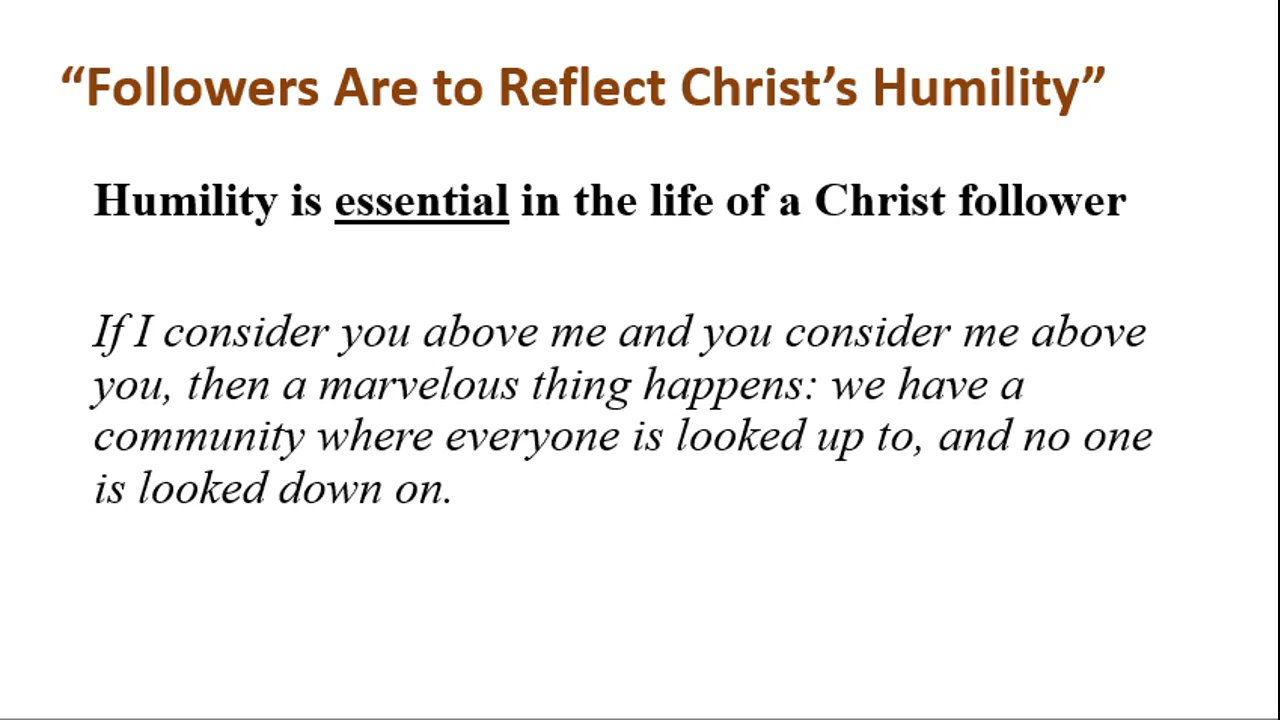 “Followers Are to Reflect Christ’s Humility”
Humility is essential in the life of a Christ follower
If I consider you above me and you consider me above
you, then a marvelous thing happens: we have a
community where everyone is looked up to, and no one
is looked down on.